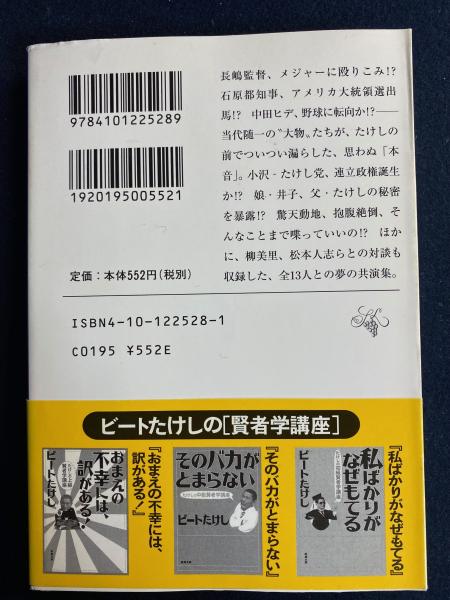 長嶋監督、メジャーに殴りこみ!?
石原都知事、アメリカ大統領選出
馬!?　中田ヒデ、野球に転向か!?――
当代随一の〝大物〟たちが、たけしの
前でついつい漏らした、思わぬ「本
音」。小沢‐たけし党、連立政権誕生
か!?　娘・井子、父・たけしの秘密
を暴露!?　驚天動地、抱腹絶倒、そ
んなことまで喋っていいの!?　ほか
に、柳美里、松本人志らとの対談も
収録した、全13人との夢の共演集。
9784101225289
1920195005521
定価：本体552円（税別）
ISBN4-10-122528-1
C0195 ¥552E
ビートたけしの［賢者学講座］
『私ばかりがなぜもてる』
私ばかりが
なぜもてる
ビートたけし
『そのバカがとまらない』
そのバカが
とまらない
たけしの中級賢者学講座
ビートたけし
『おまえの不幸には、
訳がある！』
おまえの
不幸には、
訳がある！
ビートたけし